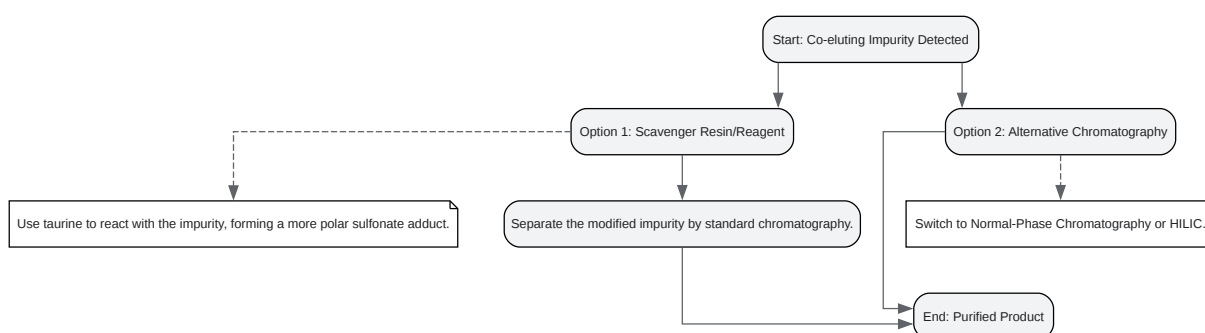 Start: Co-eluting Impurity Detected
Option 1: Scavenger Resin/Reagent
Option 2: Alternative Chromatography
Use taurine to react with the impurity, forming a more polar sulfonate adduct.
Separate the modified impurity by standard chromatography.
Switch to Normal-Phase Chromatography or HILIC.
End: Purified Product